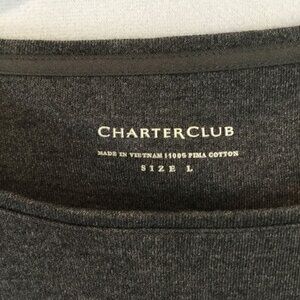 CHARTERCLUB
MADE IN VIETNAM 100% PIMA COTTON
SIZE L